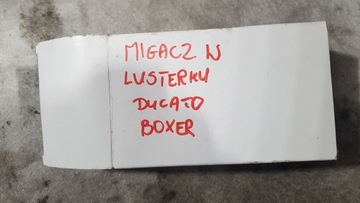 MIGACZ W
LUSTERKU
DUCATO
BOXER